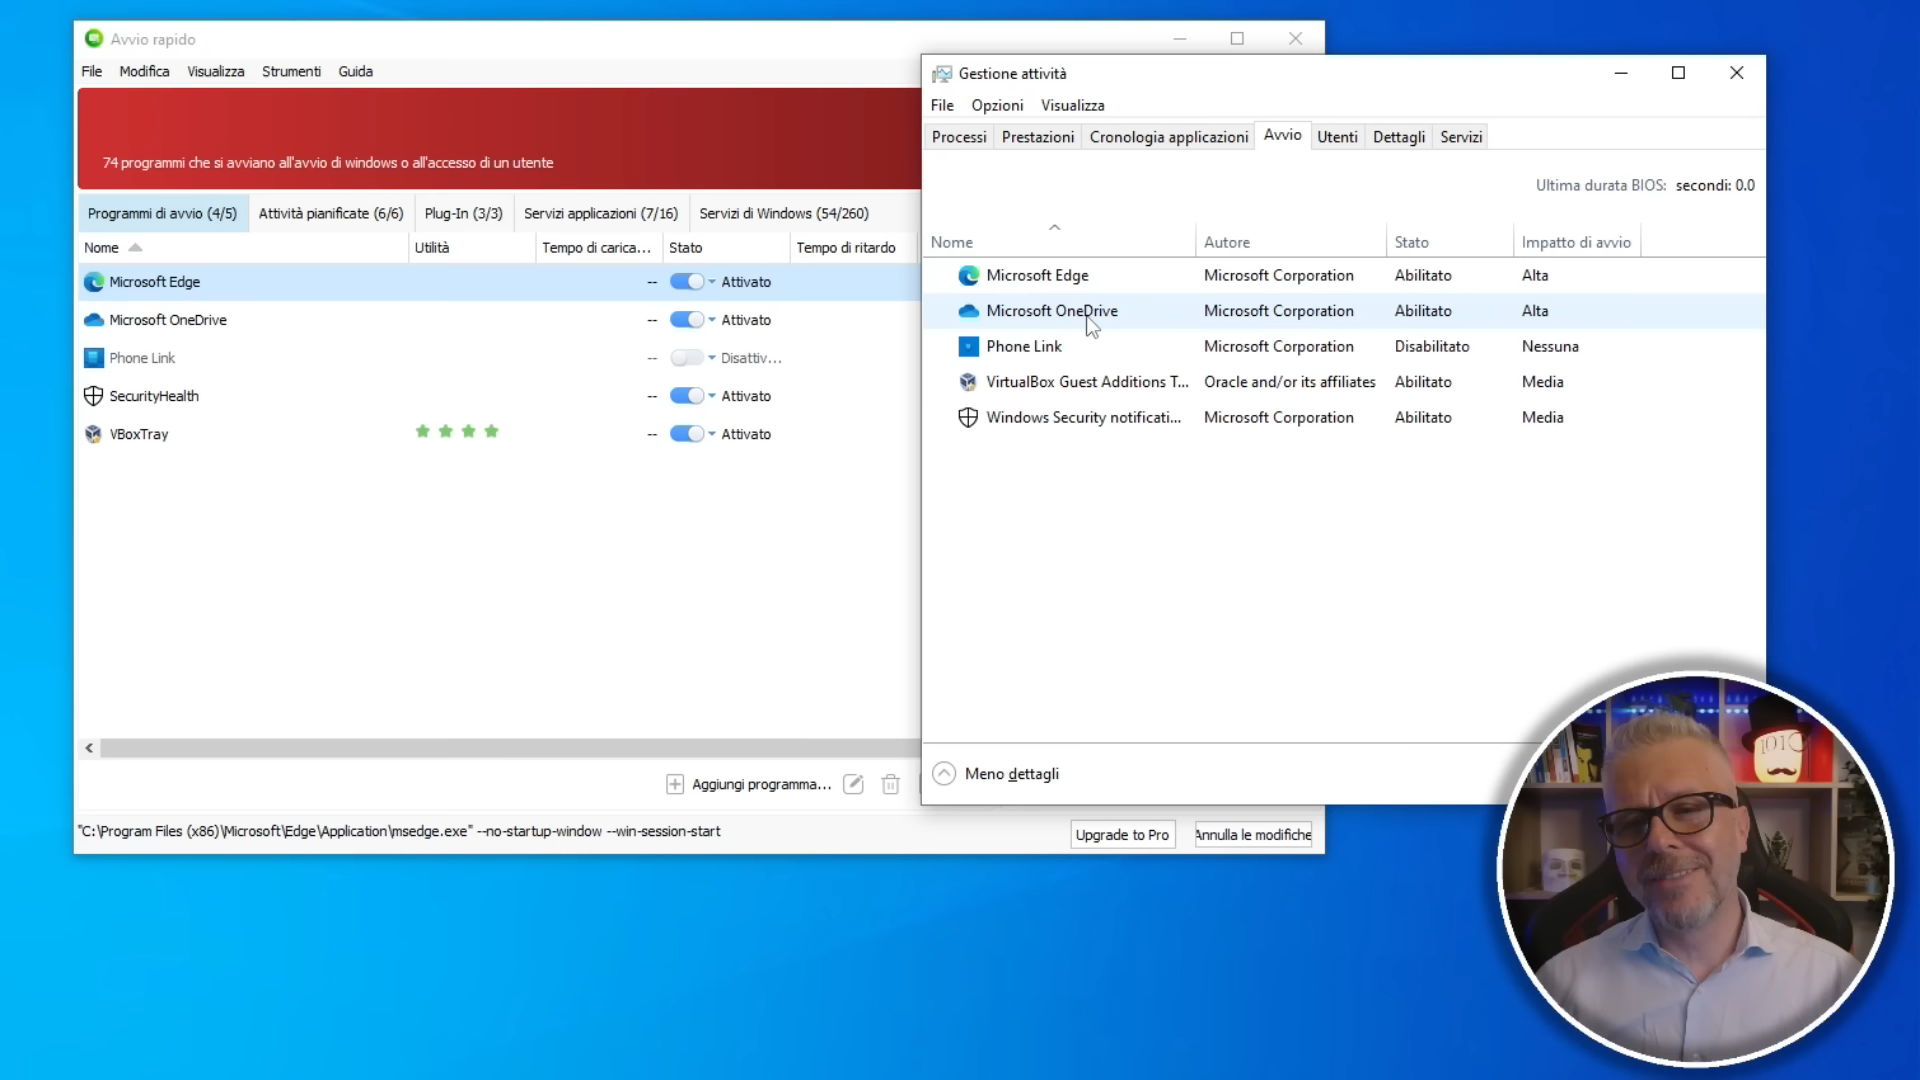 Avvio rapido
File Modifica Visualizza Strumenti Guida
74 programmi che si avviano all'avvio di windows o all'accesso di un utente
Programmi di avvio (4/5) Attività pianificate (6/6) Plug-In (3/3) Servizi applicazioni (7/16) Servizi di Windows (54/260)
Nome Utilità Tempo di carica... Stato Tempo di ritardo
Microsoft Edge -- Attivato
Microsoft OneDrive -- Attivato
Phone Link -- Disattiv...
SecurityHealth -- Attivato
VBoxTray -- Attivato
Aggiungi programma...
"C:\Program Files (x86)\Microsoft\Edge\Application\msedge.exe" --no-startup-window --win-session-start
Upgrade to Pro Annulla le modifiche
Gestione attività
File Opzioni Visualizza
Processi Prestazioni Cronologia applicazioni Avvio Utenti Dettagli Servizi
Ultima durata BIOS: secondi: 0.0
Nome Autore Stato Impatto di avvio
Microsoft Edge Microsoft Corporation Abilitato Alta
Microsoft OneDrive Microsoft Corporation Abilitato Alta
Phone Link Microsoft Corporation Disabilitato Nessuna
VirtualBox Guest Additions T... Oracle and/or its affiliates Abilitato Media
Windows Security notificati... Microsoft Corporation Abilitato Media
Meno dettagli